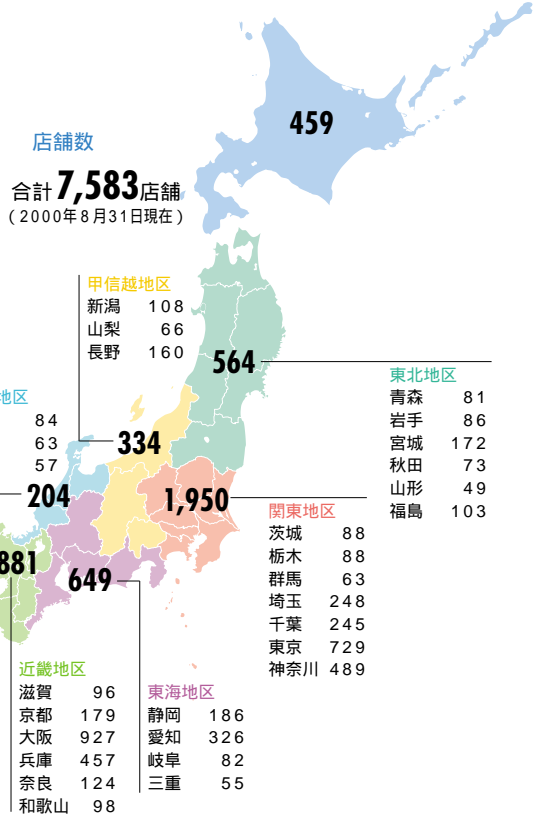 459
店舗数
合計7,583店舗
(2000年8月31日現在)
甲信越地区
新潟 108
山梨 66
長野 160
564
東北地区
青森 81
岩手 86
宮城 172
秋田 73
山形 49
福島 103
地区
84
63
57
334
204
1,950
関東地区
茨城 88
栃木 88
群馬 63
埼玉 248
千葉 245
東京 729
神奈川 489
881
649
近畿地区
滋賀 96
京都 179
大阪 927
兵庫 457
奈良 124
和歌山 98
東海地区
静岡 186
愛知 326
岐阜 82
三重 55